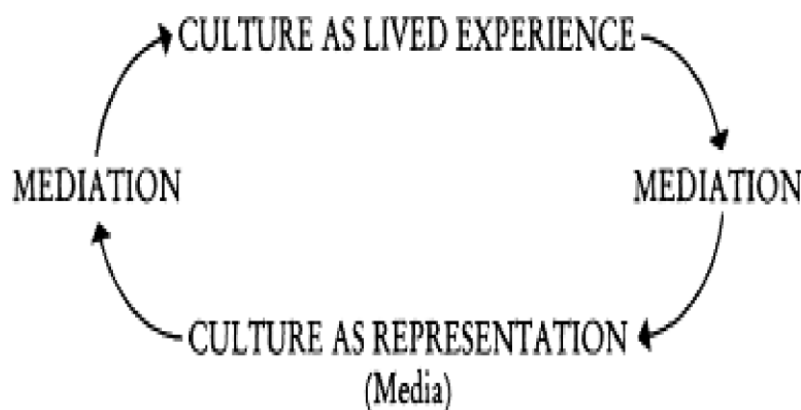 CULTURE AS LIVED EXPERIENCE
MEDIATION
MEDIATION
CULTURE AS REPRESENTATION
(Media)